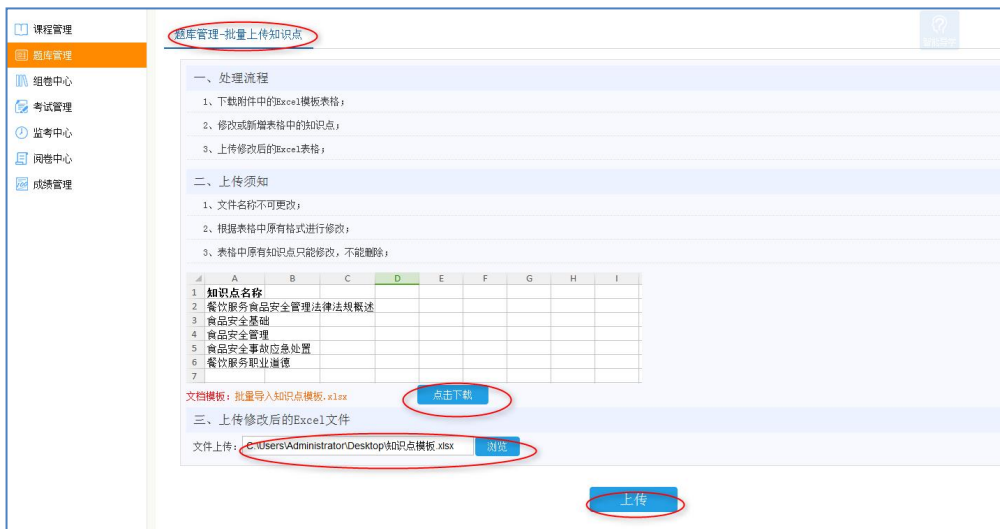 课程管理
题库管理
组卷中心
考试管理
监考中心
阅卷中心
成绩管理
题库管理-批量上传知识点
一、处理流程
1、下载附件中的Excel模板表格;
2、修改或新增表格中的知识点;
3、上传修改后的Excel表格;
二、上传须知
1、文件名称不可更改;
2、根据表格中原有格式进行修改;
3、表格中原有知识点只能修改，不能删除;
A B C D E F G H I
1 知识点名称
2 餐饮服务食品安全管理法律法规概述
3 食品安全基础
4 食品安全管理
5 食品安全事故应急处置
6 餐饮服务职业道德
7
文档模板：批量导入知识点模板.xlsx 点击下载
三、上传修改后的Excel文件
文件上传： C:\Users\Administrator\Desktop\知识点模板.xlsx 浏览
上传